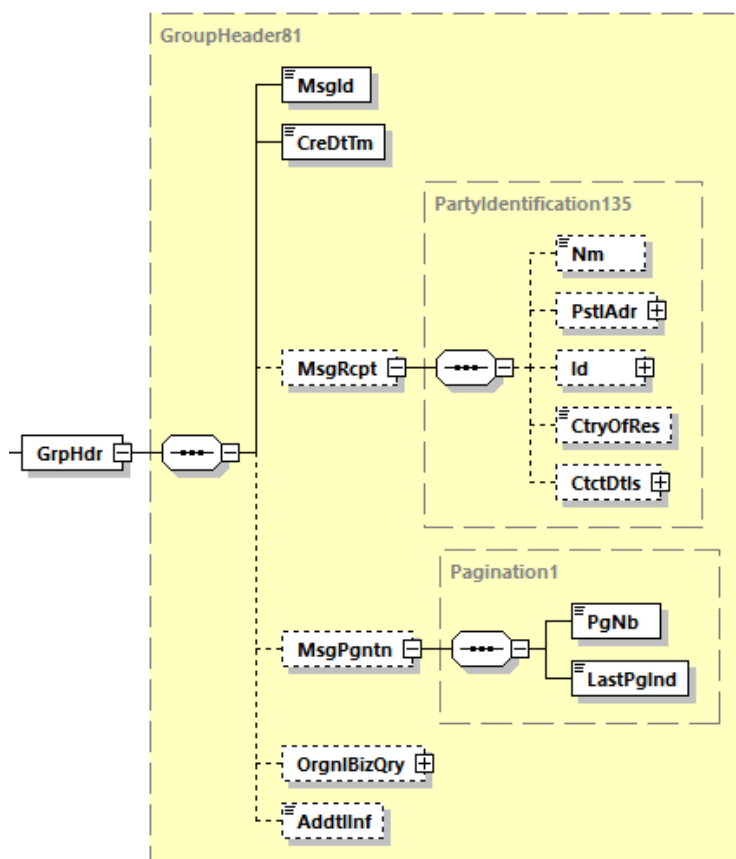 GroupHeader81
MsgId
CreDtTm
PartyIdentification135
Nm
PstlAdr
MsgRcpt
Id
CtryOfRes
GrpHdr
CtctDtls
Pagination1
PgNb
MsgPgntn
LastPgInd
OrgnlBizQry
AddtlInf